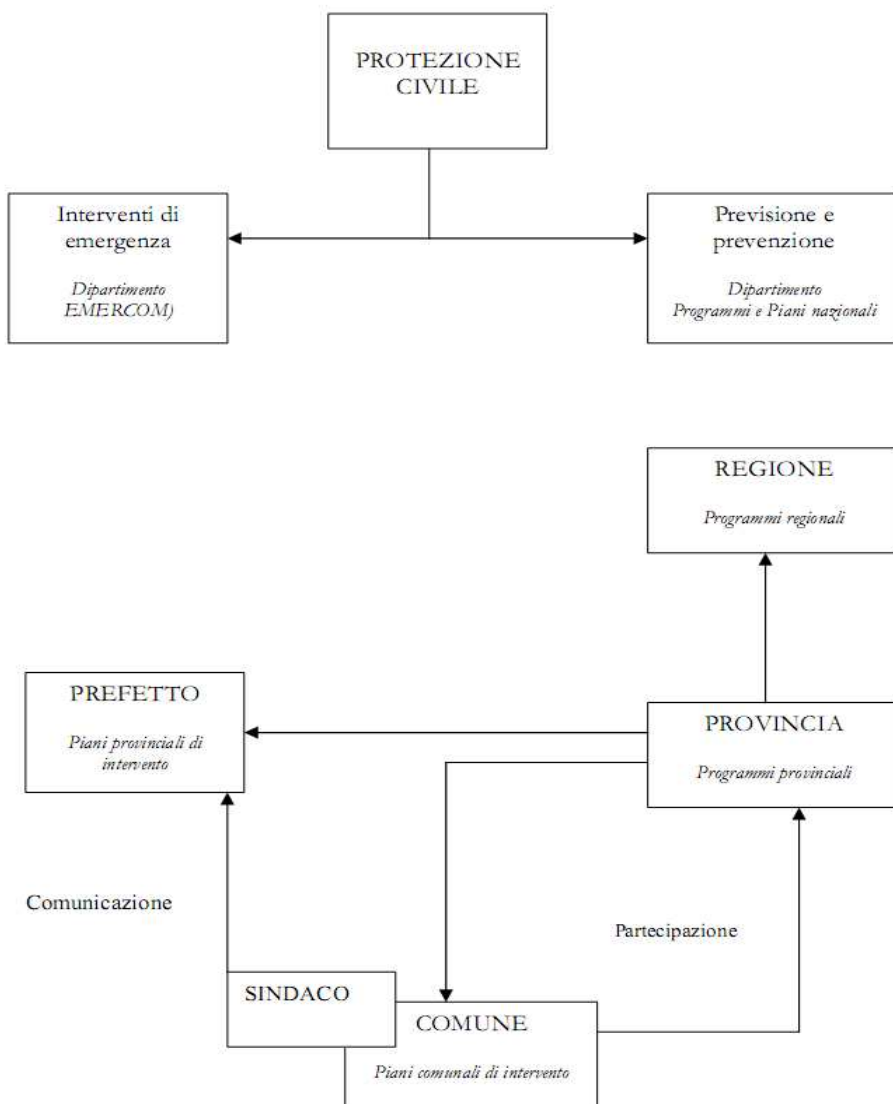 PROTEZIONE
CIVILE
Interventi di
emergenza
Dipartimento
EMERCOM)
Previsione e
prevenzione
Dipartimento
Programmi e Piani nazionali
REGIONE
Programmi regionali
PREFETTO
Piani provinciali di
intervento
PROVINCIA
Programmi provinciali
Comunicazione
Partecipazione
SINDACO
COMUNE
Piani comunali di intervento